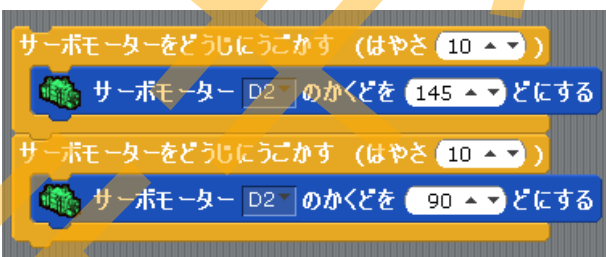 サーボモーターをどうじにうごかす (はやさ 10 )
サーボモーター D2 のかくどを 145 どにする
サーボモーターをどうじにうごかす (はやさ 10 )
サーボモーター D2 のかくどを 90 どにする